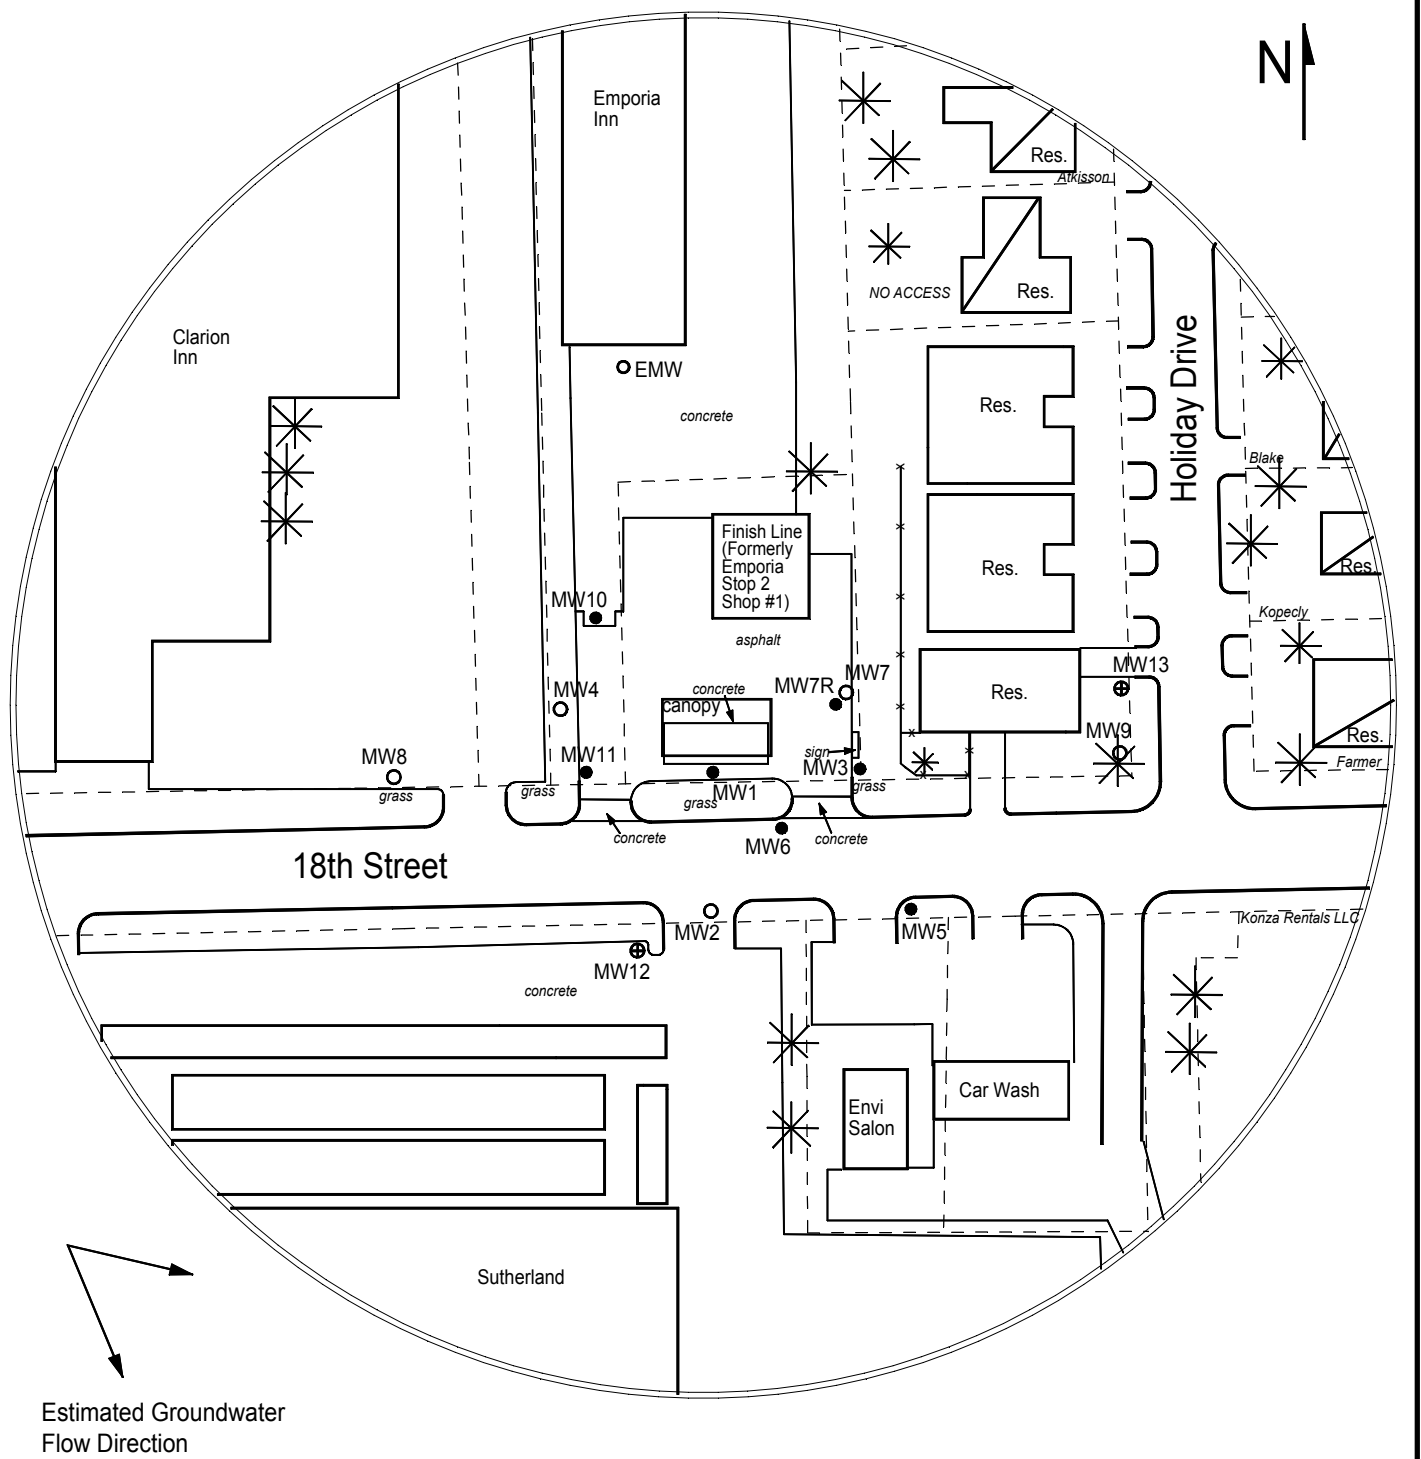 N
Emporia
Inn
Res.
Atkisson
NO ACCESS
Res.
Clarion
Inn
Holiday Drive
EMW
concrete
Res.
Blake
Finish Line
(Formerly
Emporia
Stop 2
Shop #1)
Res.
Res.
MW10
Kopecly
asphalt
MW13
MW7
MW4
concrete
MW7R
canopy
Res.
MW9
Res.
MW8
MW11
sign
MW3
Farmer
grass
grass
MW1
grass
grass
concrete
MW6
concrete
18th Street
MW2
MW5
Konza Rentals LLC
MW12
concrete
Car Wash
Envi
Salon
Sutherland
Estimated Groundwater
Flow Direction